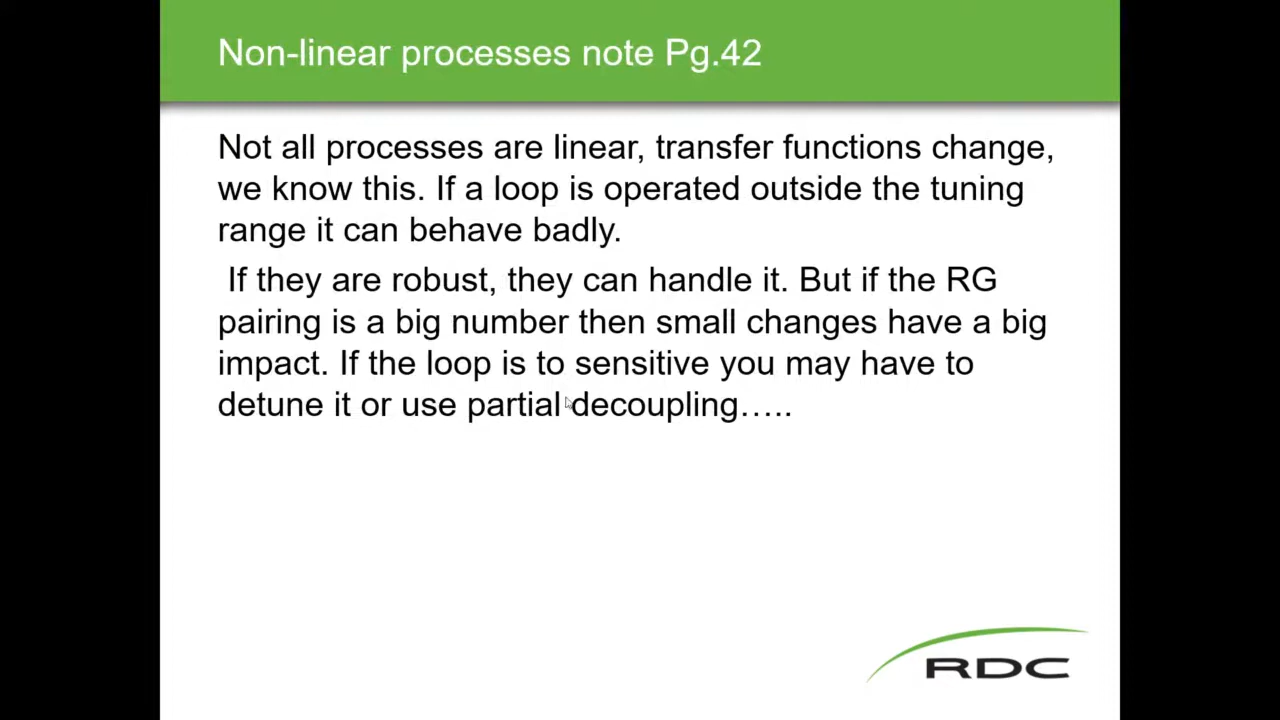 Non-linear processes note Pg.42
Not all processes are linear, transfer functions change,
we know this. If a loop is operated outside the tuning
range it can behave badly.
If they are robust, they can handle it. But if the RG
pairing is a big number then small changes have a big
impact. If the loop is to sensitive you may have to
detune it or use partial decoupling…..
RDC